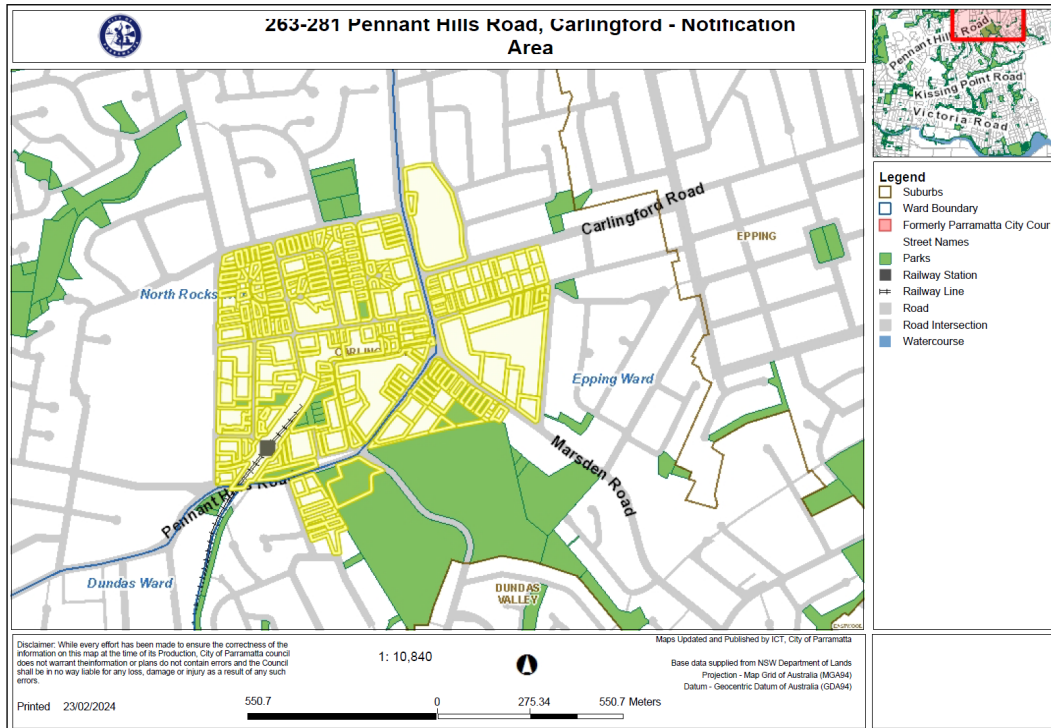 263-281 Pennant Hills Road, Carlingford - Notification
Area
Pennant Hills Road
Kissing Point Road
Victoria Road
Legend
Suburbs
Ward Boundary
Formerly Parramatta City Cour
Street Names
Parks
Railway Station
Railway Line
Road
Road Intersection
Watercourse
Carlingford Road
EPPING
North Rocks
CARLING
Epping Ward
Marsden Road
Pennant Hills Road
Dundas Ward
DUNDAS
VALLEY
EASTWOOD
Disclaimer: While every effort has been made to ensure the correctness of the
information on this map at the time of its Production, City of Parramatta council
does not warrant theinformation or plans do not contain errors and the Council
shall be in no way liable for any loss, damage or injury as a result of any such
errors.
Printed 23/02/2024
1: 10,840
550.7 0 275.34 550.7 Meters
Maps Updated and Published by ICT, City of Parramatta
Base data supplied from NSW Department of Lands
Projection - Map Grid of Australia (MGA94)
Datum - Geocentric Datum of Australia (GDA94)